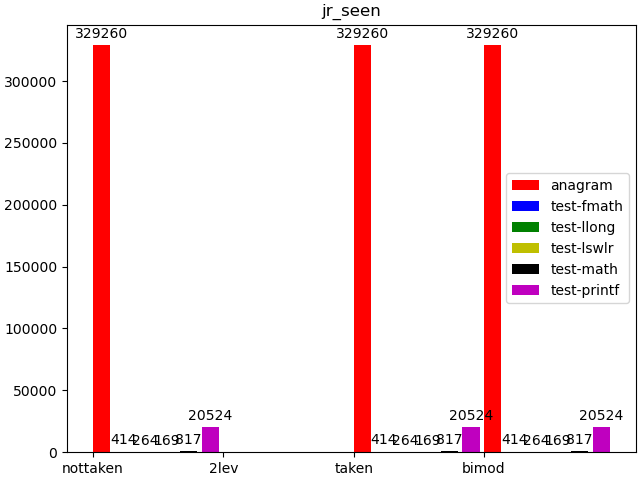 jr_seen
329260 329260 329260
300000
250000
200000
150000
100000
50000
0
anagram
test-fmath
test-llong
test-lswlr
test-math
test-printf
414 264 169 817 20524 414 264 169 817 20524 414 264 169 817 20524
nottaken 2lev taken bimod